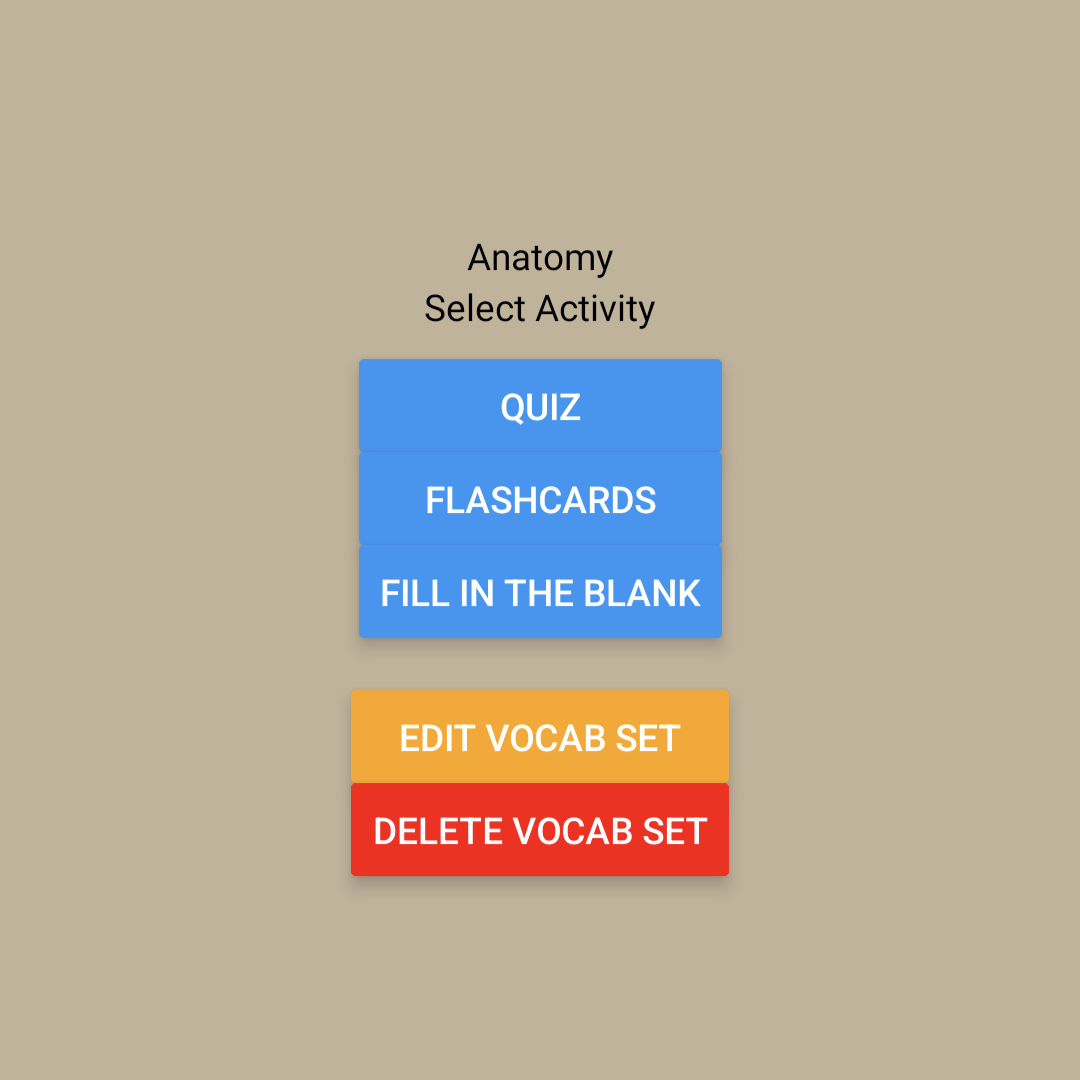 Anatomy
Select Activity
QUIZ
FLASHCARDS
FILL IN THE BLANK
EDIT VOCAB SET
DELETE VOCAB SET